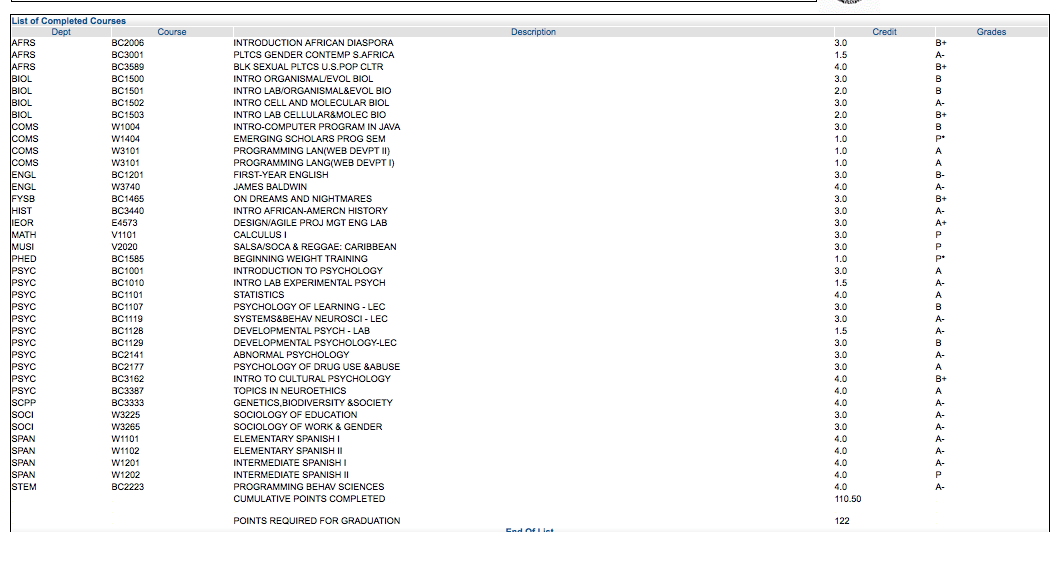 List of Completed Courses
Dept Course Description Credit Grades
AFRS BC2006 INTRODUCTION AFRICAN DIASPORA 3.0 B+
AFRS BC3001 PLTCS GENDER CONTEMP S.AFRICA 1.5 A-
AFRS BC3589 BLK SEXUAL PLTCS U.S.POP CLTR 4.0 B+
BIOL BC1500 INTRO ORGANISMAL/EVOL BIOL 3.0 B
BIOL BC1501 INTRO LAB/ORGANISMAL&EVOL BIO 2.0 B
BIOL BC1502 INTRO CELL AND MOLECULAR BIOL 3.0 A-
BIOL BC1503 INTRO LAB CELLULAR&MOLEC BIO 2.0 B+
COMS W1004 INTRO-COMPUTER PROGRAM IN JAVA 3.0 B
COMS W1404 EMERGING SCHOLARS PROG SEM 1.0 P*
COMS W3101 PROGRAMMING LAN(WEB DEVPT II) 1.0 A
COMS W3101 PROGRAMMING LANG(WEB DEVPT I) 1.0 A
ENGL BC1201 FIRST-YEAR ENGLISH 3.0 B-
ENGL W3740 JAMES BALDWIN 4.0 A-
FYSB BC1465 ON DREAMS AND NIGHTMARES 3.0 B+
HIST BC3440 INTRO AFRICAN-AMERCN HISTORY 3.0 A-
IEOR E4573 DESIGN/AGILE PROJ MGT ENG LAB 3.0 A+
MATH V1101 CALCULUS I 3.0 P
MUSI V2020 SALSA/SOCA & REGGAE: CARIBBEAN 3.0 P
PHED BC1585 BEGINNING WEIGHT TRAINING 1.0 P*
PSYC BC1001 INTRODUCTION TO PSYCHOLOGY 3.0 A
PSYC BC1010 INTRO LAB EXPERIMENTAL PSYCH 1.5 A-
PSYC BC1101 STATISTICS 4.0 A
PSYC BC1107 PSYCHOLOGY OF LEARNING - LEC 3.0 B
PSYC BC1119 SYSTEMS&BEHAV NEUROSCI - LEC 3.0 A-
PSYC BC1128 DEVELOPMENTAL PSYCH - LAB 1.5 A-
PSYC BC1129 DEVELOPMENTAL PSYCHOLOGY-LEC 3.0 B
PSYC BC2141 ABNORMAL PSYCHOLOGY 3.0 A-
PSYC BC2177 PSYCHOLOGY OF DRUG USE &ABUSE 3.0 A
PSYC BC3162 INTRO TO CULTURAL PSYCHOLOGY 4.0 B+
PSYC BC3387 TOPICS IN NEUROETHICS 4.0 A
SCPP BC3333 GENETICS,BIODIVERSITY &SOCIETY 4.0 A-
SOCI W3225 SOCIOLOGY OF EDUCATION 3.0 A-
SOCI W3265 SOCIOLOGY OF WORK & GENDER 3.0 A-
SPAN W1101 ELEMENTARY SPANISH I 4.0 A-
SPAN W1102 ELEMENTARY SPANISH II 4.0 A-
SPAN W1201 INTERMEDIATE SPANISH I 4.0 A-
SPAN W1202 INTERMEDIATE SPANISH II 4.0 P
STEM BC2223 PROGRAMMING BEHAV SCIENCES 4.0 A-
CUMULATIVE POINTS COMPLETED 110.50
POINTS REQUIRED FOR GRADUATION 122
End Of List